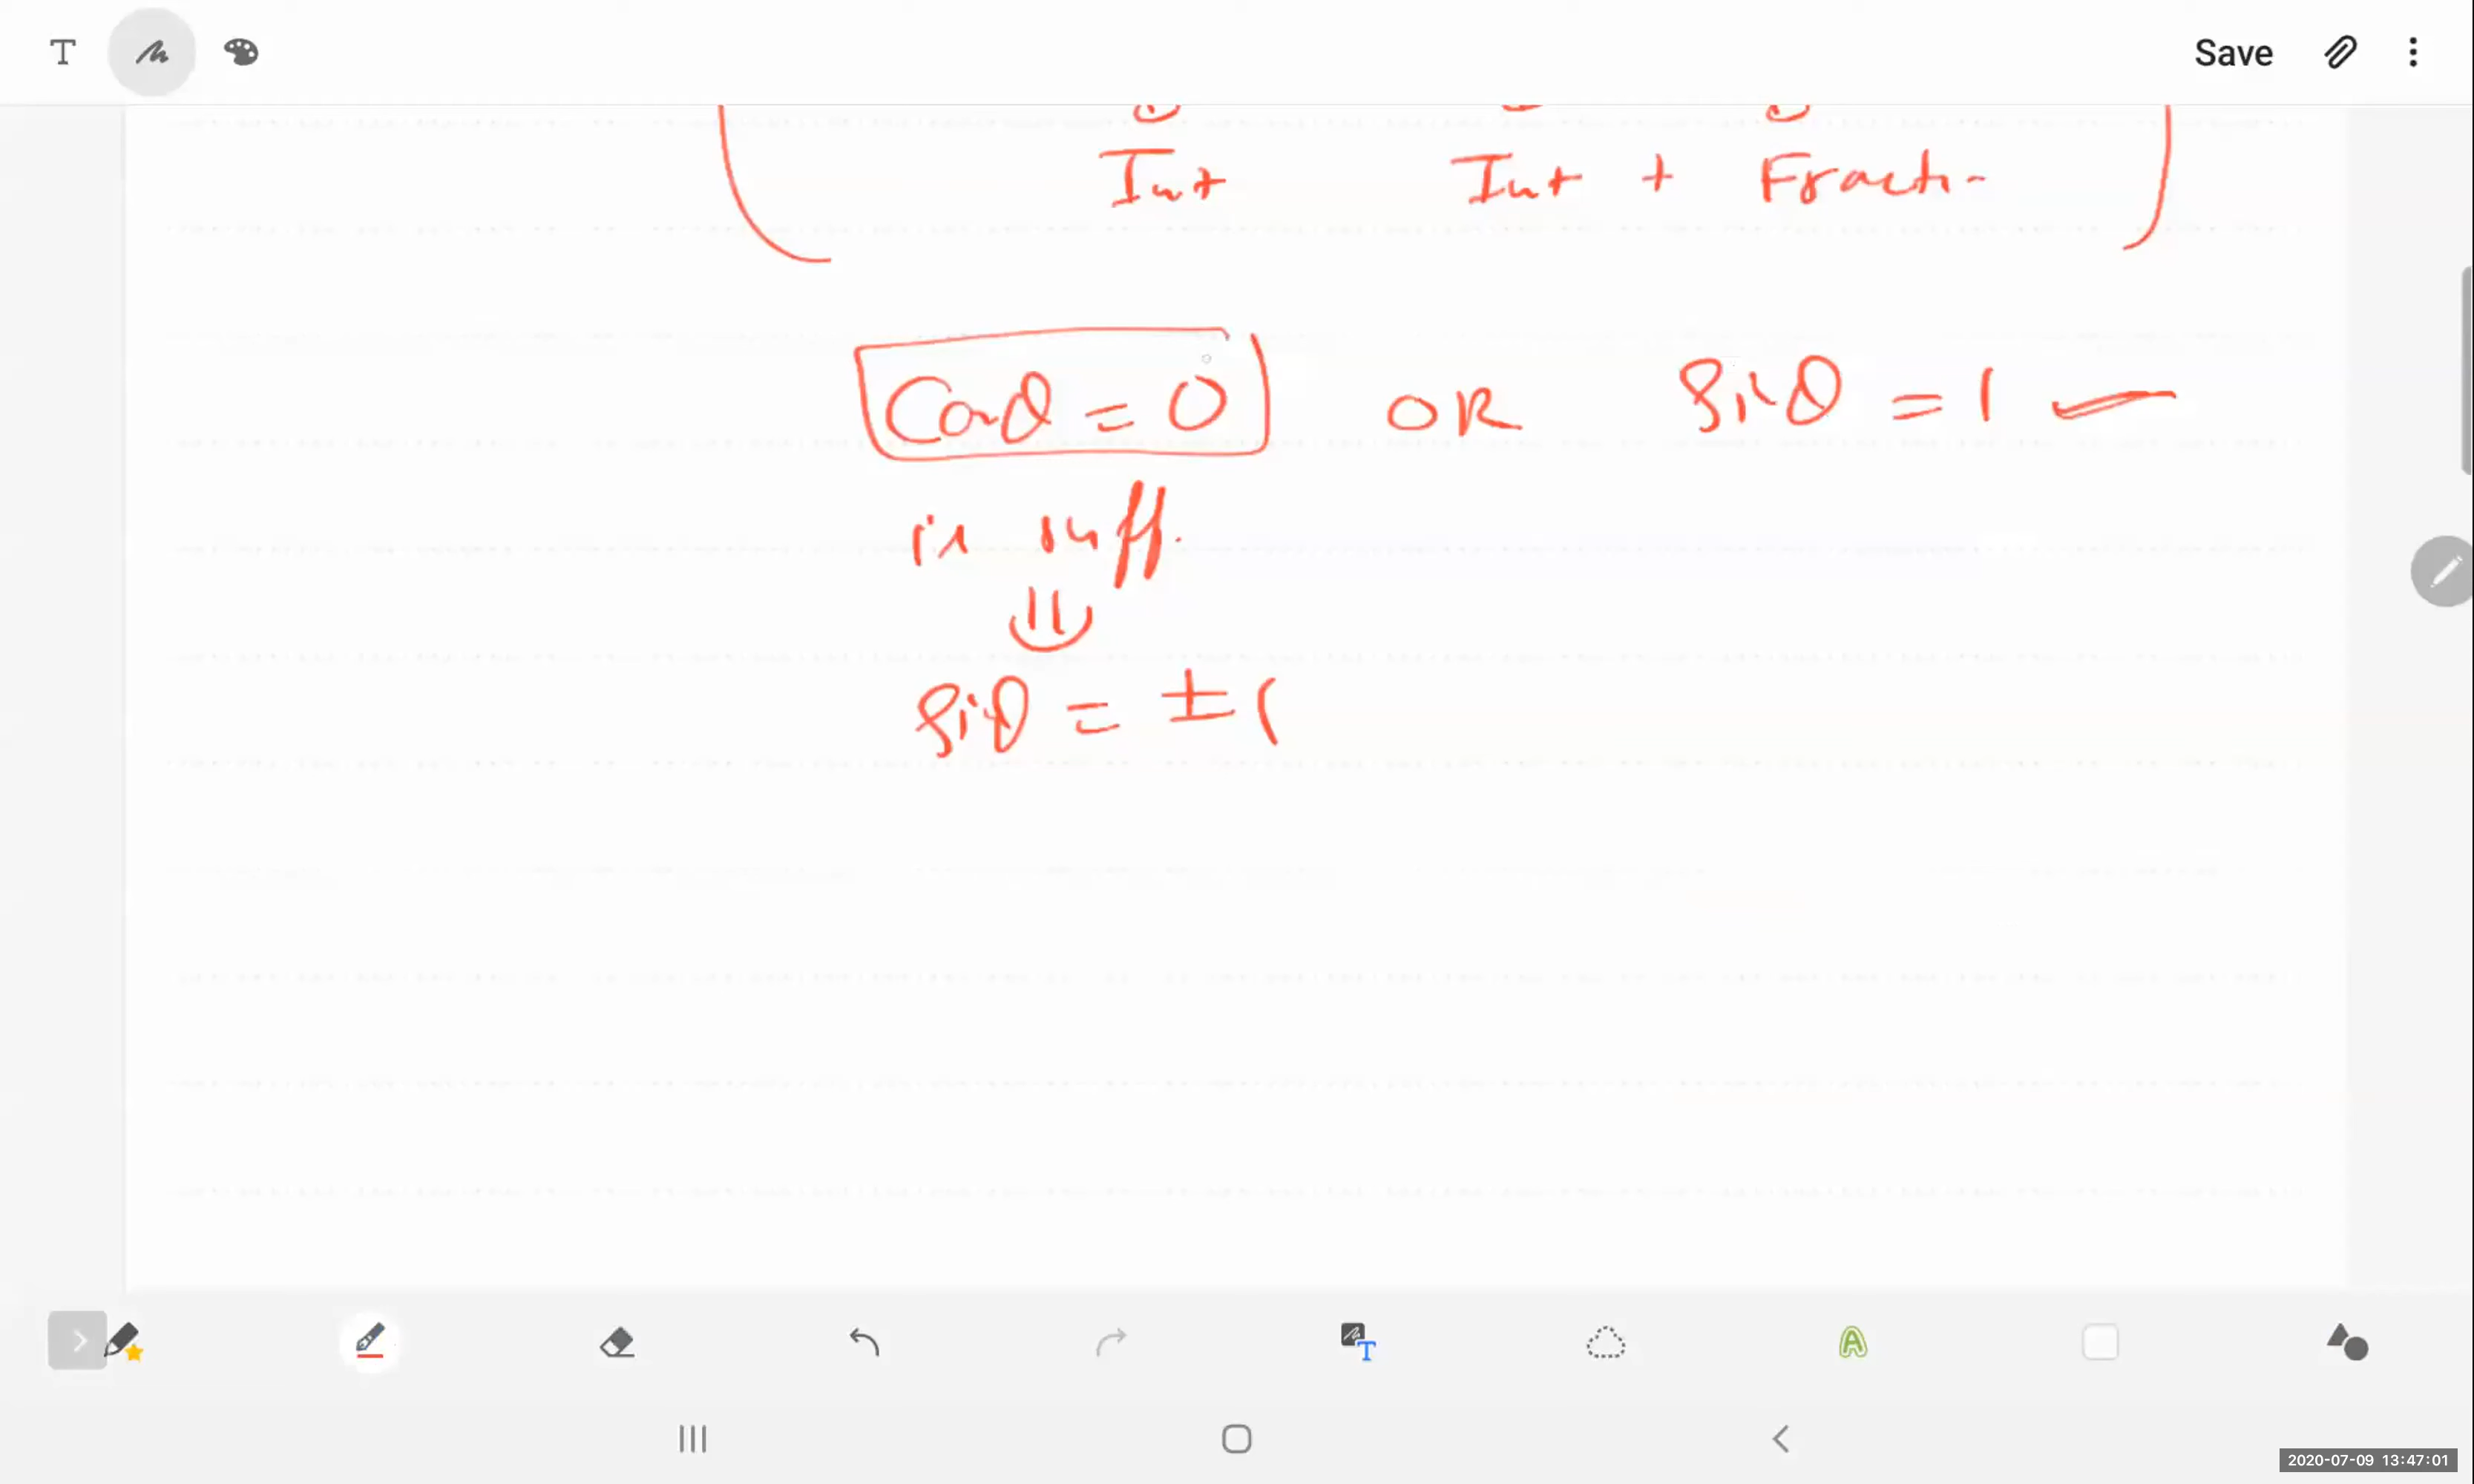 T Save
Int Int + Fracti-
Cosθ = 0 OR Sinθ = 1
is suff.
⇓
Sinθ = ±1
T A
2020-07-09 13:47:01